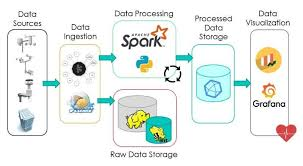 Data
Sources
Data
Ingestion
Data Processing
APACHE
Spark
Processed
Data
Storage
Data
Visualization
Grafana
Raw Data Storage